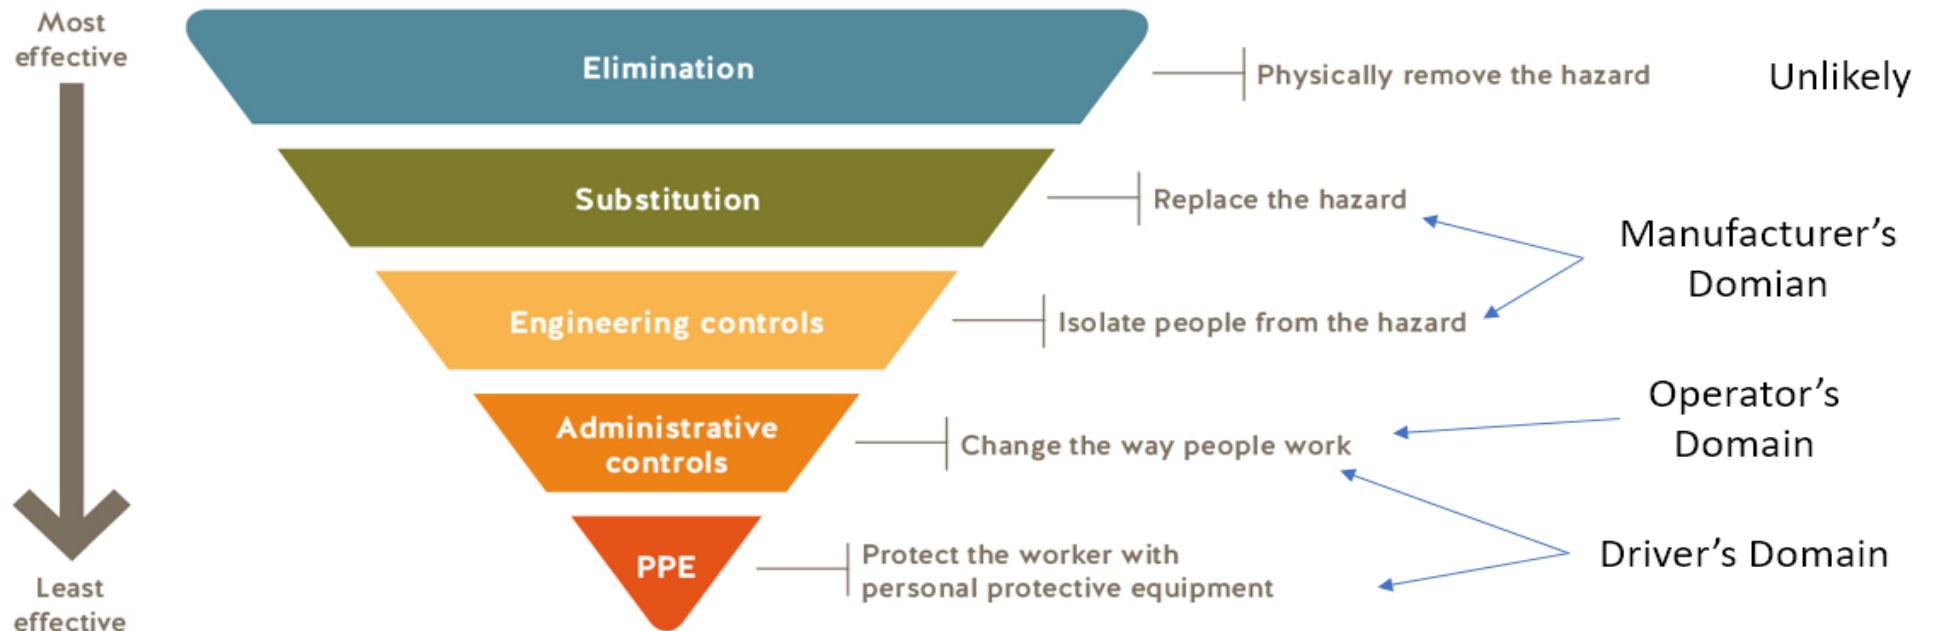 Most
effective
Elimination
Physically remove the hazard
Unlikely
Substitution
Replace the hazard
Manufacturer’s
Domian
Engineering controls
Isolate people from the hazard
Administrative
controls
Change the way people work
Operator’s
Domain
PPE
Protect the worker with
personal protective equipment
Driver’s Domain
Least
effective